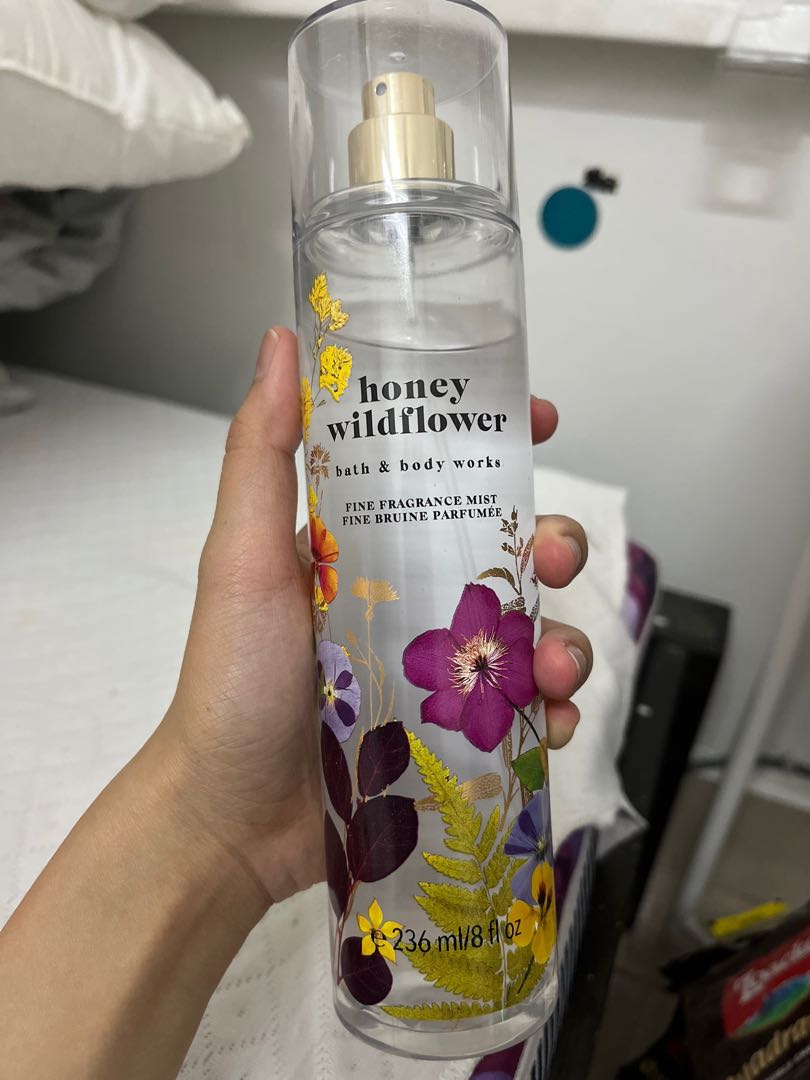 honey
wildflower
bath & body works
FINE FRAGRANCE MIST
FINE BRUINE PARFUMÉE
e 236 ml/8 fl oz